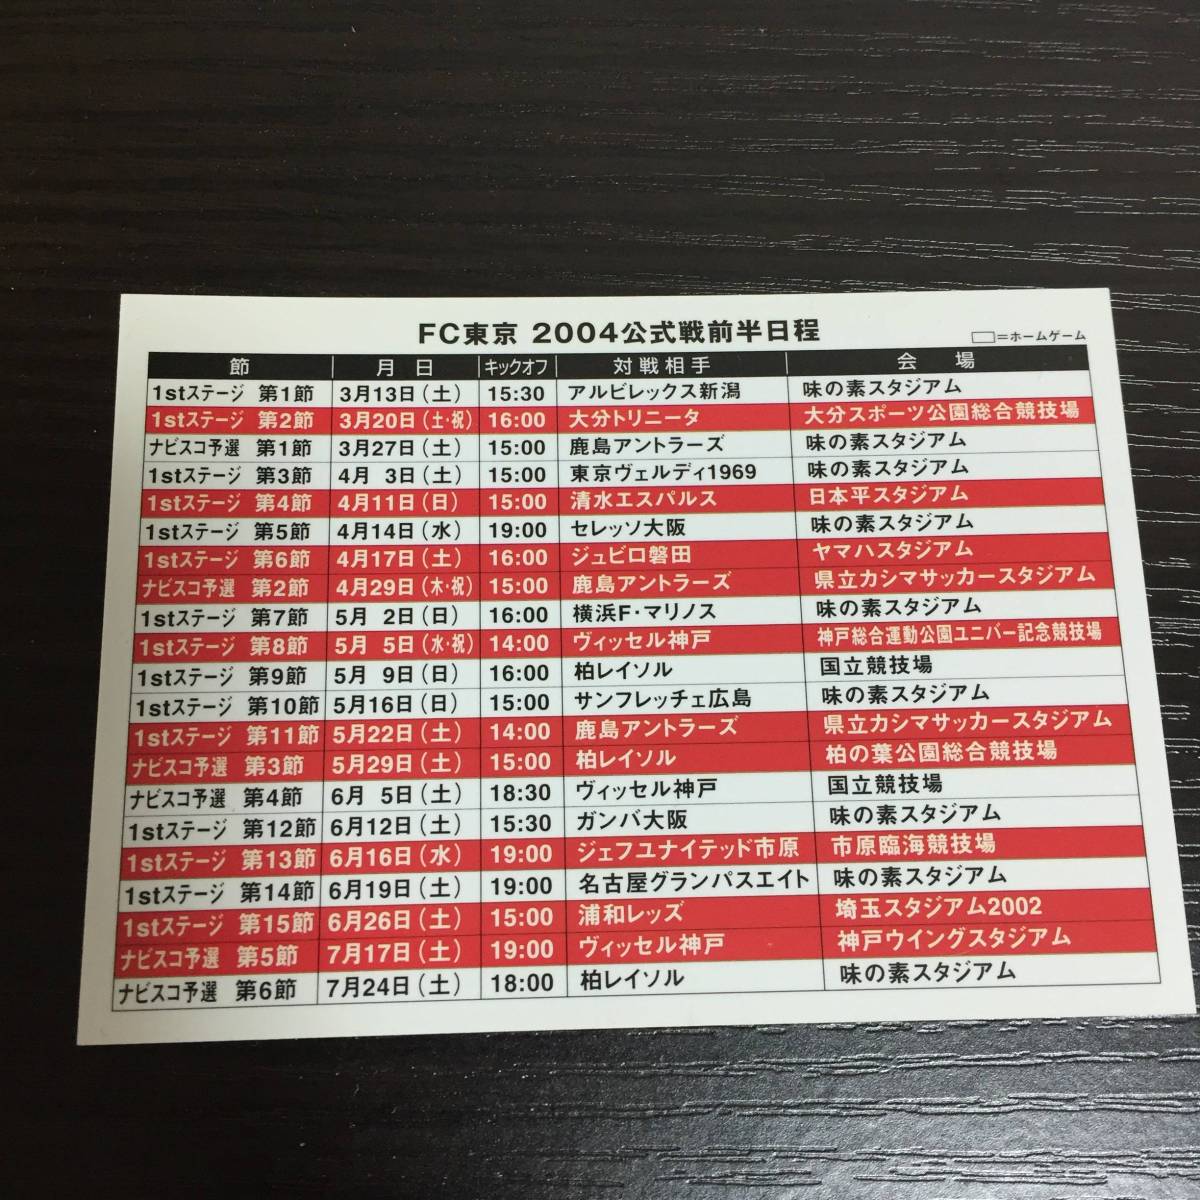 FC東京 2004公式戦前半日程
=ホームゲーム
節 月日 キックオフ 対戦相手 会場
1stステージ 第1節 3月13日(土) 15:30 アルビレックス新潟 味の素スタジアム
1stステージ 第2節 3月20日(土・祝) 16:00 大分トリニータ 大分スポーツ公園総合競技場
ナビスコ予選 第1節 3月27日(土) 15:00 鹿島アントラーズ 味の素スタジアム
1stステージ 第3節 4月 3日(土) 15:00 東京ヴェルディ1969 味の素スタジアム
1stステージ 第4節 4月11日(日) 15:00 清水エスパルス 日本平スタジアム
1stステージ 第5節 4月14日(水) 19:00 セレッソ大阪 味の素スタジアム
1stステージ 第6節 4月17日(土) 16:00 ジュビロ磐田 ヤマハスタジアム
ナビスコ予選 第2節 4月29日(木・祝) 15:00 鹿島アントラーズ 県立カシマサッカースタジアム
1stステージ 第7節 5月 2日(日) 16:00 横浜F・マリノス 味の素スタジアム
1stステージ 第8節 5月 5日(水・祝) 14:00 ヴィッセル神戸 神戸総合運動公園ユニバー記念競技場
1stステージ 第9節 5月 9日(日) 16:00 柏レイソル 国立競技場
1stステージ 第10節 5月16日(日) 15:00 サンフレッチェ広島 味の素スタジアム
1stステージ 第11節 5月22日(土) 14:00 鹿島アントラーズ 県立カシマサッカースタジアム
ナビスコ予選 第3節 5月29日(土) 15:00 柏レイソル 柏の葉公園総合競技場
ナビスコ予選 第4節 6月 5日(土) 18:30 ヴィッセル神戸 国立競技場
1stステージ 第12節 6月12日(土) 15:30 ガンバ大阪 味の素スタジアム
1stステージ 第13節 6月16日(水) 19:00 ジェフユナイテッド市原 市原臨海競技場
1stステージ 第14節 6月19日(土) 19:00 名古屋グランパスエイト 味の素スタジアム
1stステージ 第15節 6月26日(土) 15:00 浦和レッズ 埼玉スタジアム2002
ナビスコ予選 第5節 7月17日(土) 19:00 ヴィッセル神戸 神戸ウイングスタジアム
ナビスコ予選 第6節 7月24日(土) 18:00 柏レイソル 味の素スタジアム